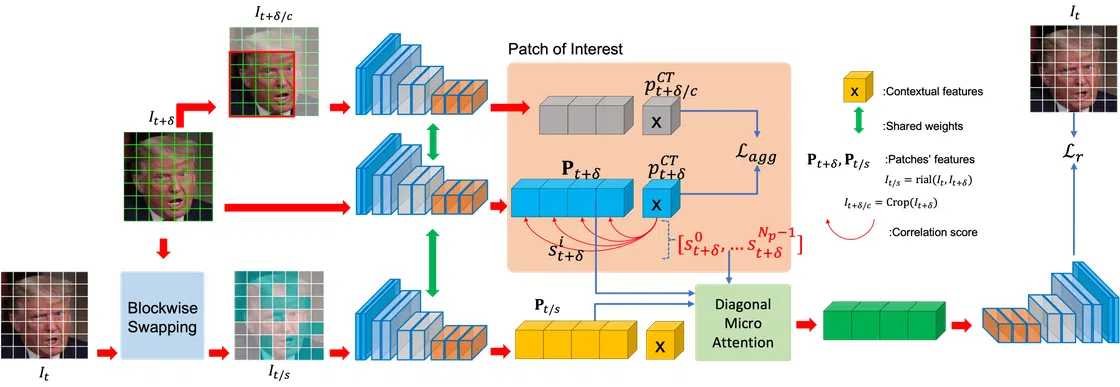 I_{t+δ/c}
I_{t+δ}
I_t
Blockwise
Swapping
I_{t/s}
Patch of Interest
p^{CT}_{t+δ/c}
X
ℒ_{agg}
P_{t+δ}
p^{CT}_{t+δ}
X
s^i_{t+δ}
[s^0_{t+δ}, … s^{N_p−1}_{t+δ}]
P_{t/s}
X
Diagonal
Micro
Attention
X
:Contextual features
:Shared weights
P_{t+δ}, P_{t/s} :Patches' features
I_{t/s} = rial(I_t, I_{t+δ})
I_{t+δ/c} = Crop(I_{t+δ})
:Correlation score
I_t
ℒ_r